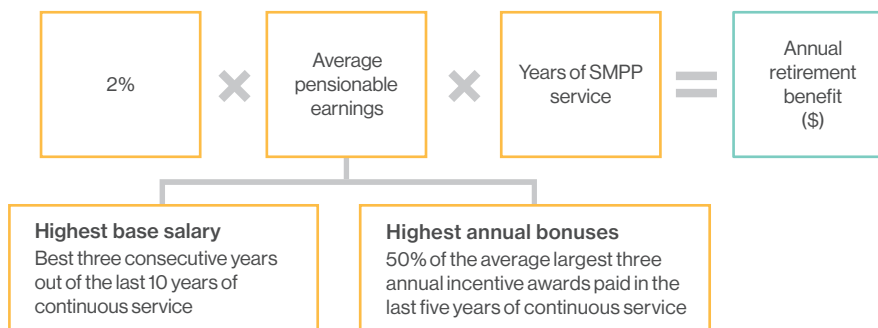 2%
×
Average
pensionable
earnings
×
Years of SMPP
service
=
Annual
retirement
benefit
($)
Highest base salary
Best three consecutive years
out of the last 10 years of
continuous service
Highest annual bonuses
50% of the average largest three
annual incentive awards paid in the
last five years of continuous service